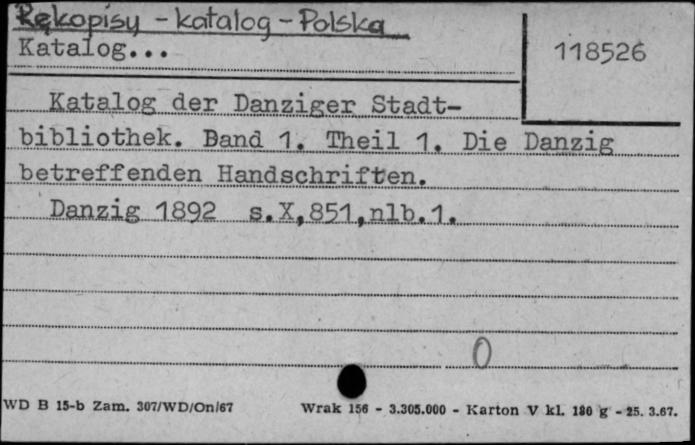 Rękopisy - katalog - Polska
Katalog...
118526
Katalog der Danziger Stadt-
bibliothek. Band 1. Theil 1. Die Danzig
betreffenden Handschriften.
Danzig 1892 s.X,851,nlb.1.
0
WD B 15-b Zam. 307/WD/On/67 Wrak 156 - 3.305.000 - Karton V kl. 180 g - 25. 3.67.